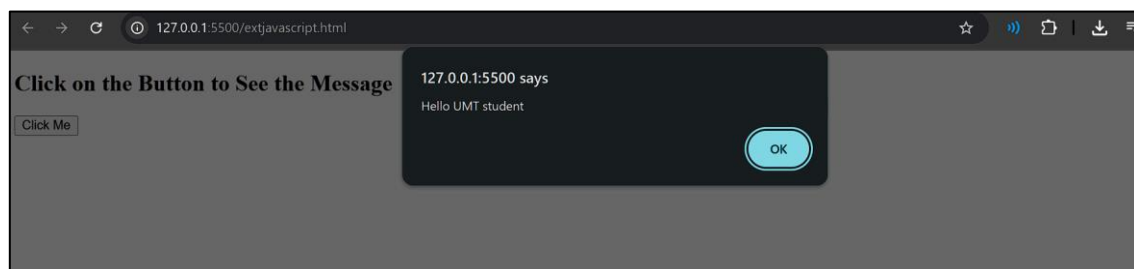 127.0.0.1:5500/extjavascript.html
Click on the Button to See the Message
Click Me
127.0.0.1:5500 says
Hello UMT student
OK